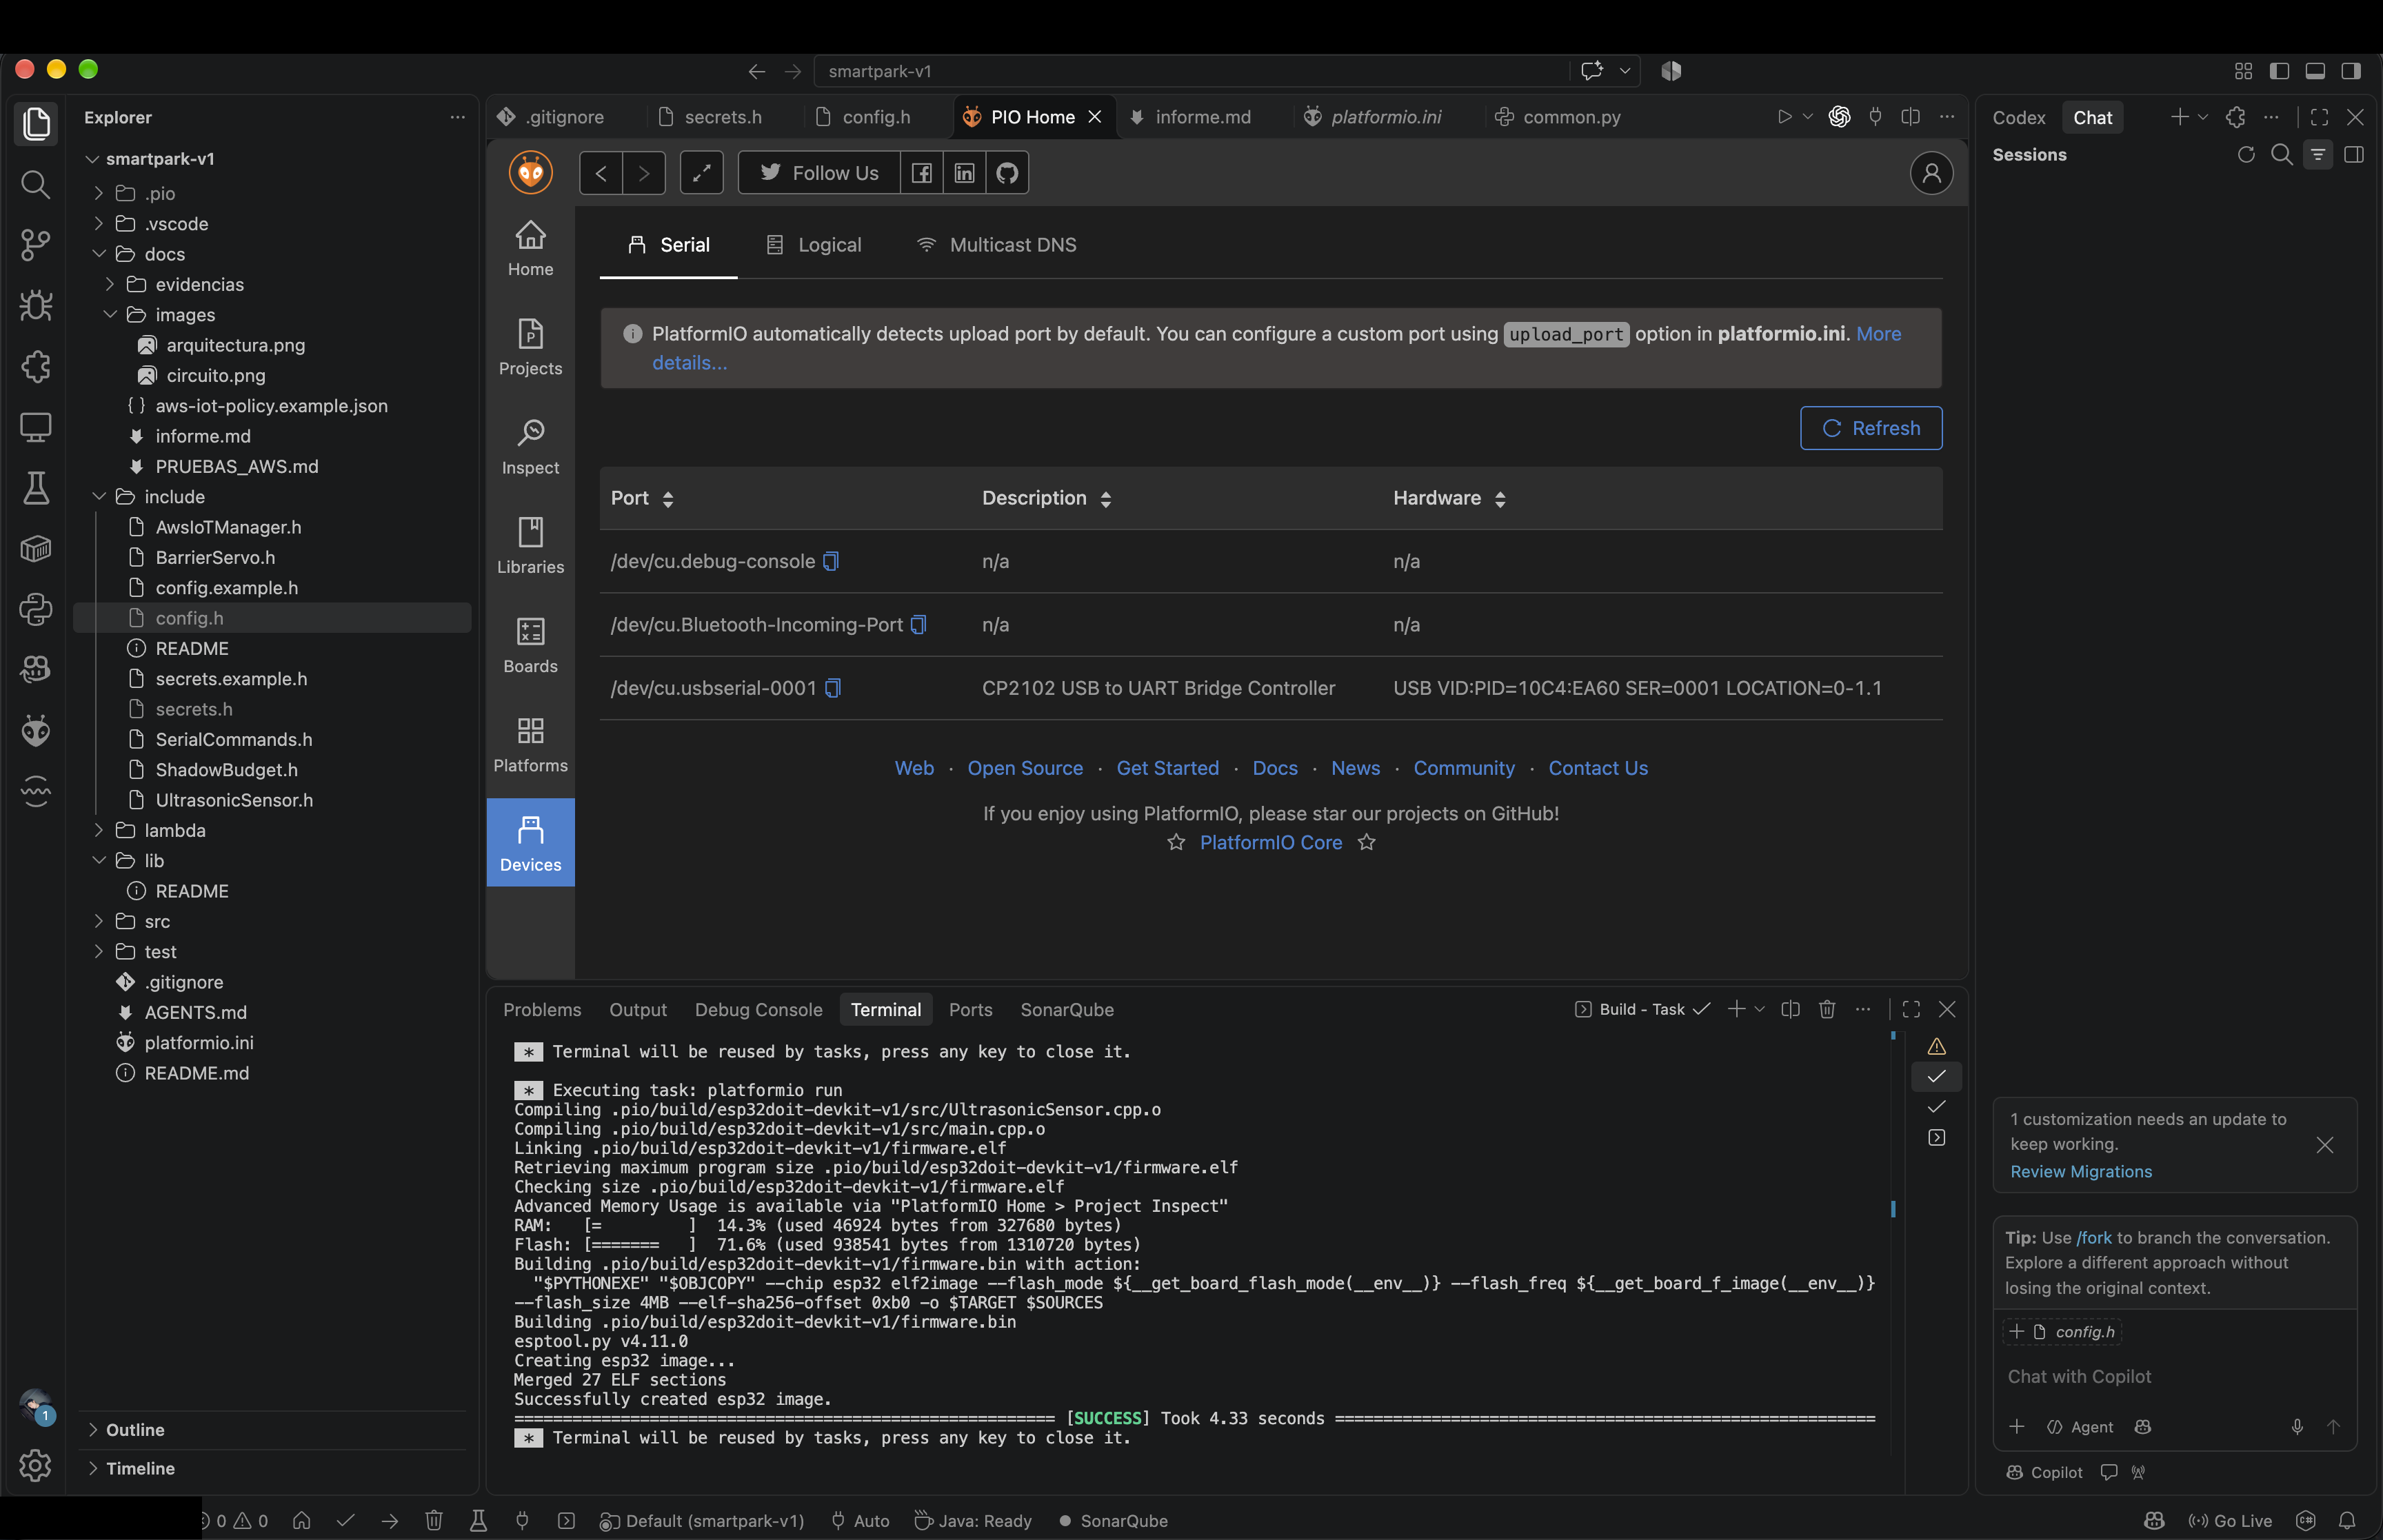 smartpark-v1
Explorer
smartpark-v1
.pio
.vscode
docs
evidencias
images
arquitectura.png
circuito.png
aws-iot-policy.example.json
informe.md
PRUEBAS_AWS.md
include
AwsIoTManager.h
BarrierServo.h
config.example.h
config.h
README
secrets.example.h
secrets.h
SerialCommands.h
ShadowBudget.h
UltrasonicSensor.h
lambda
lib
README
src
test
.gitignore
AGENTS.md
platformio.ini
README.md
1
Outline
Timeline
.gitignore
secrets.h
config.h
PIO Home
informe.md
platformio.ini
common.py
Follow Us
Home
Projects
Inspect
Libraries
Boards
Platforms
Devices
Serial
Logical
Multicast DNS
PlatformIO automatically detects upload port by default. You can configure a custom port using upload_port option in platformio.ini. More
details...
Refresh
Port
Description
Hardware
/dev/cu.debug-console
n/a
n/a
/dev/cu.Bluetooth-Incoming-Port
n/a
n/a
/dev/cu.usbserial-0001
CP2102 USB to UART Bridge Controller
USB VID:PID=10C4:EA60 SER=0001 LOCATION=0-1.1
Web · Open Source · Get Started · Docs · News · Community · Contact Us
If you enjoy using PlatformIO, please star our projects on GitHub!
PlatformIO Core
Problems
Output
Debug Console
Terminal
Ports
SonarQube
Build - Task
* Terminal will be reused by tasks, press any key to close it.
* Executing task: platformio run
Compiling .pio/build/esp32doit-devkit-v1/src/UltrasonicSensor.cpp.o
Compiling .pio/build/esp32doit-devkit-v1/src/main.cpp.o
Linking .pio/build/esp32doit-devkit-v1/firmware.elf
Retrieving maximum program size .pio/build/esp32doit-devkit-v1/firmware.elf
Checking size .pio/build/esp32doit-devkit-v1/firmware.elf
Advanced Memory Usage is available via "PlatformIO Home > Project Inspect"
RAM:   [=         ]  14.3% (used 46924 bytes from 327680 bytes)
Flash: [=======   ]  71.6% (used 938541 bytes from 1310720 bytes)
Building .pio/build/esp32doit-devkit-v1/firmware.bin with action:
"$PYTHONEXE" "$OBJCOPY" --chip esp32 elf2image --flash_mode ${__get_board_flash_mode(__env__)} --flash_freq ${__get_board_f_image(__env__)}
--flash_size 4MB --elf-sha256-offset 0xb0 -o $TARGET $SOURCES
Building .pio/build/esp32doit-devkit-v1/firmware.bin
esptool.py v4.11.0
Creating esp32 image...
Merged 27 ELF sections
Successfully created esp32 image.
======================================================== [SUCCESS] Took 4.33 seconds ========================================================
* Terminal will be reused by tasks, press any key to close it.
Codex
Chat
Sessions
1 customization needs an update to
keep working.
Review Migrations
Tip: Use /fork to branch the conversation.
Explore a different approach without
losing the original context.
config.h
Chat with Copilot
Agent
Copilot
0
0
Default (smartpark-v1)
Auto
Java: Ready
SonarQube
Go Live